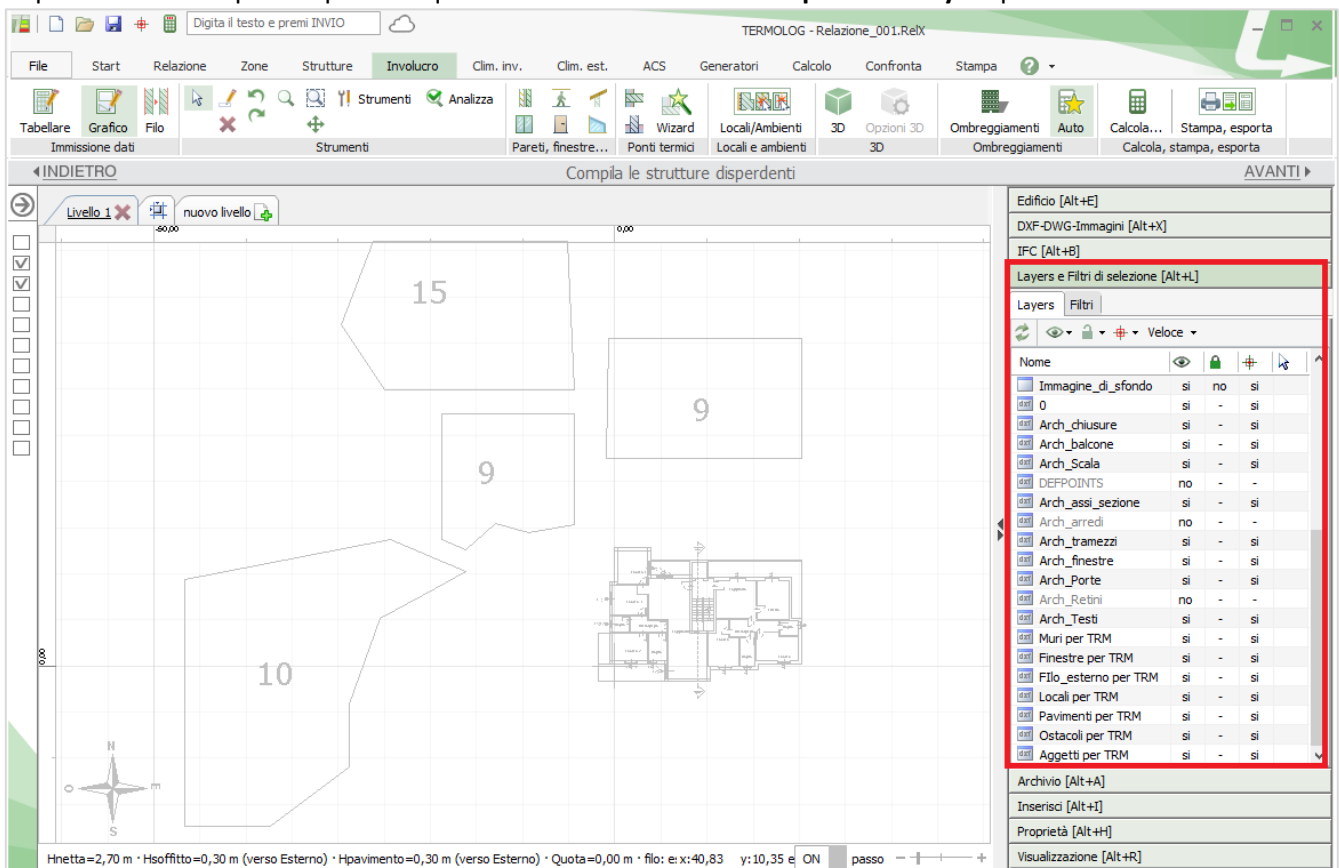 Digita il testo e premi INVIO
TERMOLOG - Relazione_001.RelX
File Start Relazione Zone Strutture Involucro Clim. inv. Clim. est. ACS Generatori Calcolo Confronta Stampa
Strumenti Analizza
Tabellare Grafico Filo Wizard Locali/Ambienti 3D Opzioni 3D Ombreggiamenti Auto Calcola... Stampa, esporta
Immissione dati Strumenti Pareti, finestre... Ponti termici Locali e ambienti 3D Ombreggiamenti Calcola, stampa, esporta
INDIETRO Compila le strutture disperdenti AVANTI
Livello 1 nuovo livello
-50,00 0,00
15
9
9
10
0,00
N
O E
S
Edificio [Alt+E]
DXF-DWG-Immagini [Alt+X]
IFC [Alt+B]
Layers e Filtri di selezione [Alt+L]
Layers Filtri
Veloce
Nome
Immagine_di_sfondo si no si
0 si - si
Arch_chiusure si - si
Arch_balcone si - si
Arch_Scala si - si
DEFPOINTS no - -
Arch_assi_sezione si - si
Arch_arredi no - -
Arch_tramezzi si - si
Arch_finestre si - si
Arch_Porte si - si
Arch_Retini no - -
Arch_Testi si - si
Muri per TRM si - si
Finestre per TRM si - si
FIlo_esterno per TRM si - si
Locali per TRM si - si
Pavimenti per TRM si - si
Ostacoli per TRM si - si
Aggetti per TRM si - si
Archivio [Alt+A]
Inserisci [Alt+I]
Proprietà [Alt+H]
Visualizzazione [Alt+R]
Hnetta=2,70 m · Hsoffitto=0,30 m (verso Esterno) · Hpavimento=0,30 m (verso Esterno) · Quota=0,00 m · filo: e x:40,83 y:10,35 e ON passo